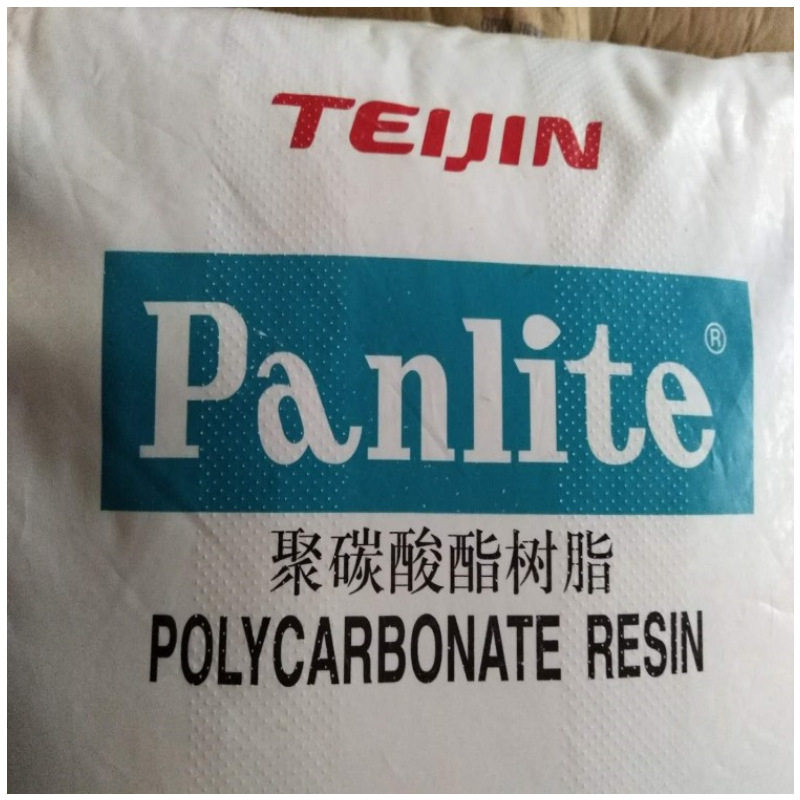 TEIJIN
Panlite®
聚碳酸酯树脂
POLYCARBONATE RESIN